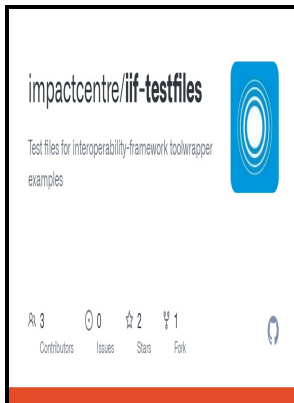 impactcentre/iif-testfiles
Test files for interoperability-framework toolwrapper
examples
3 0 2 1
Contributors Issues Stars Fork